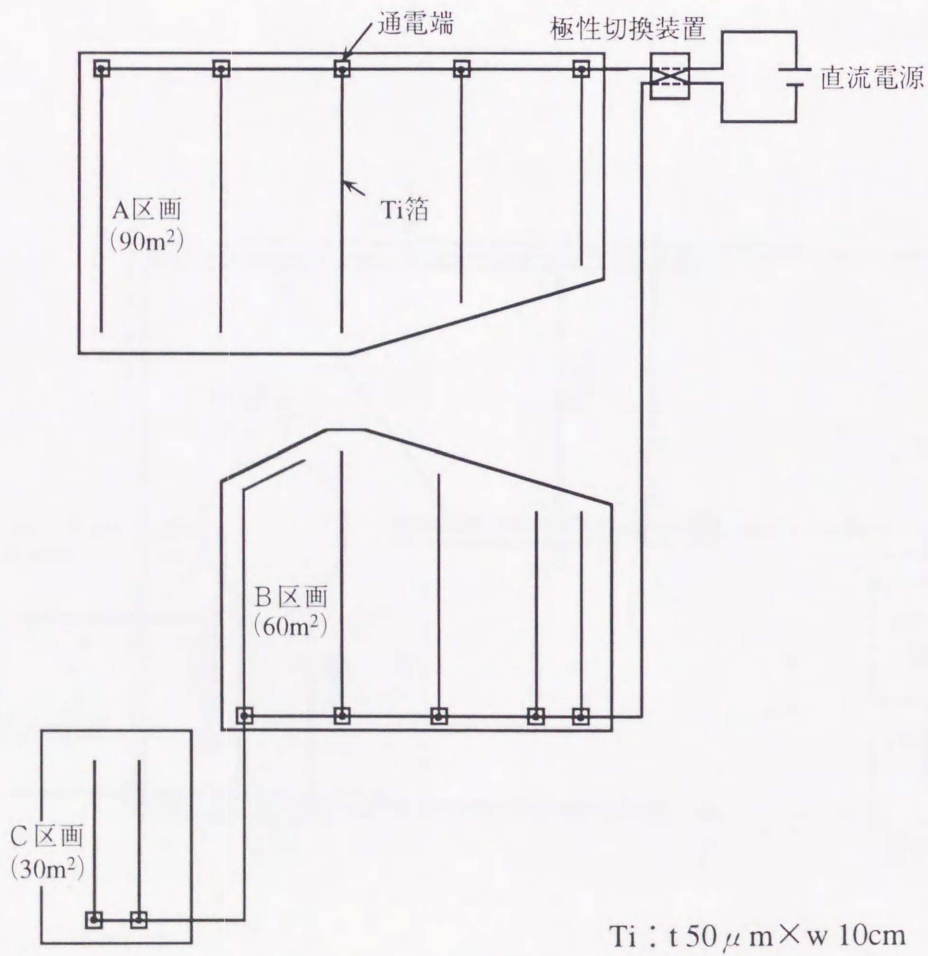 通電端
極性切換装置
直流電源
Ti箔
A区画
(90m²)
B区画
(60m²)
C区画
(30m²)
Ti：t 50μm×w 10cm